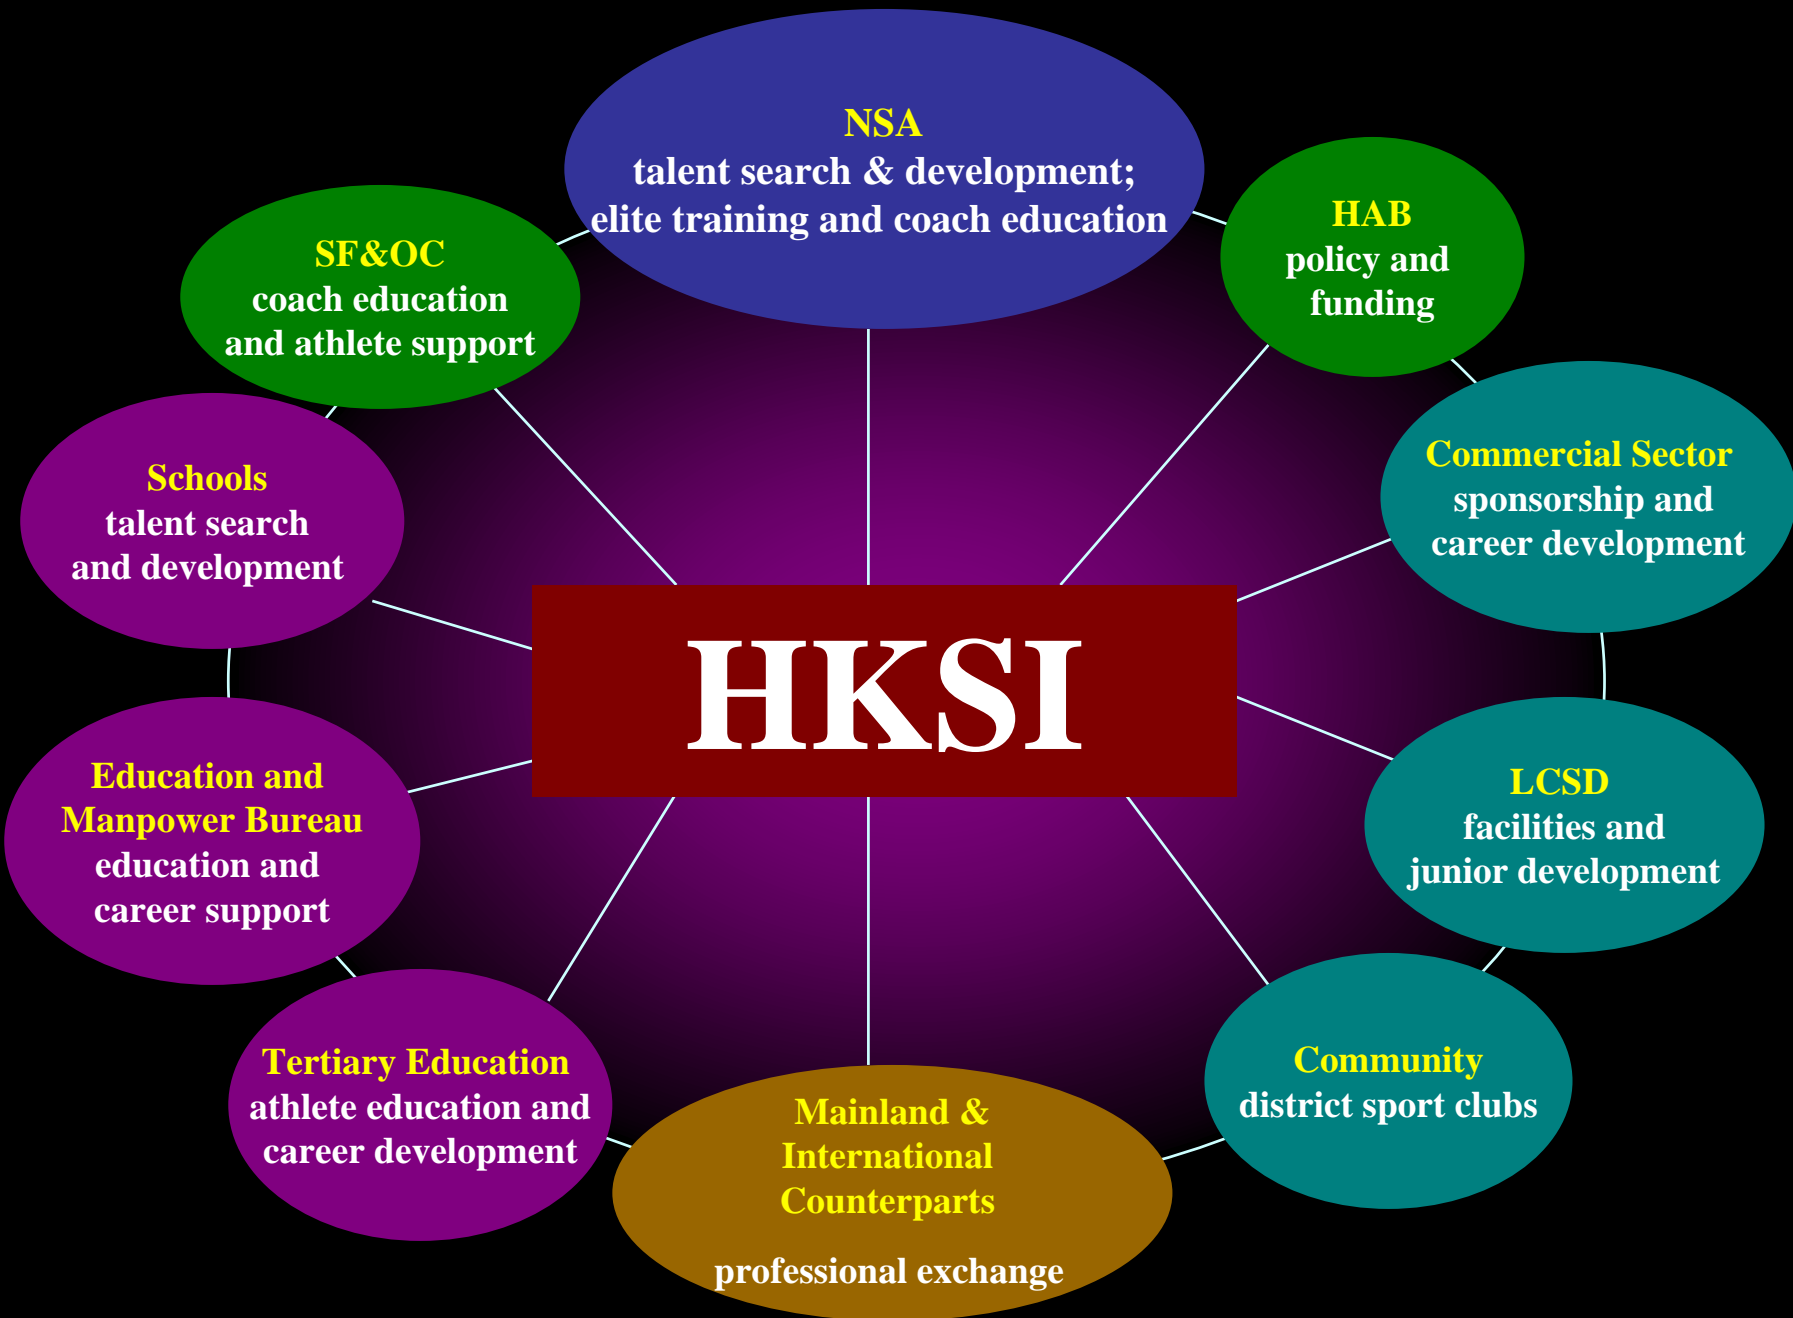 NSA
talent search & development;
elite training and coach education
HAB
policy and
funding
SF&OC
coach education
and athlete support
Commercial Sector
sponsorship and
career development
Schools
talent search
and development
HKSI
Education and
Manpower Bureau
education and
career support
LCSD
facilities and
junior development
Tertiary Education
athlete education and
career development
Community
district sport clubs
Mainland &
International
Counterparts
professional exchange